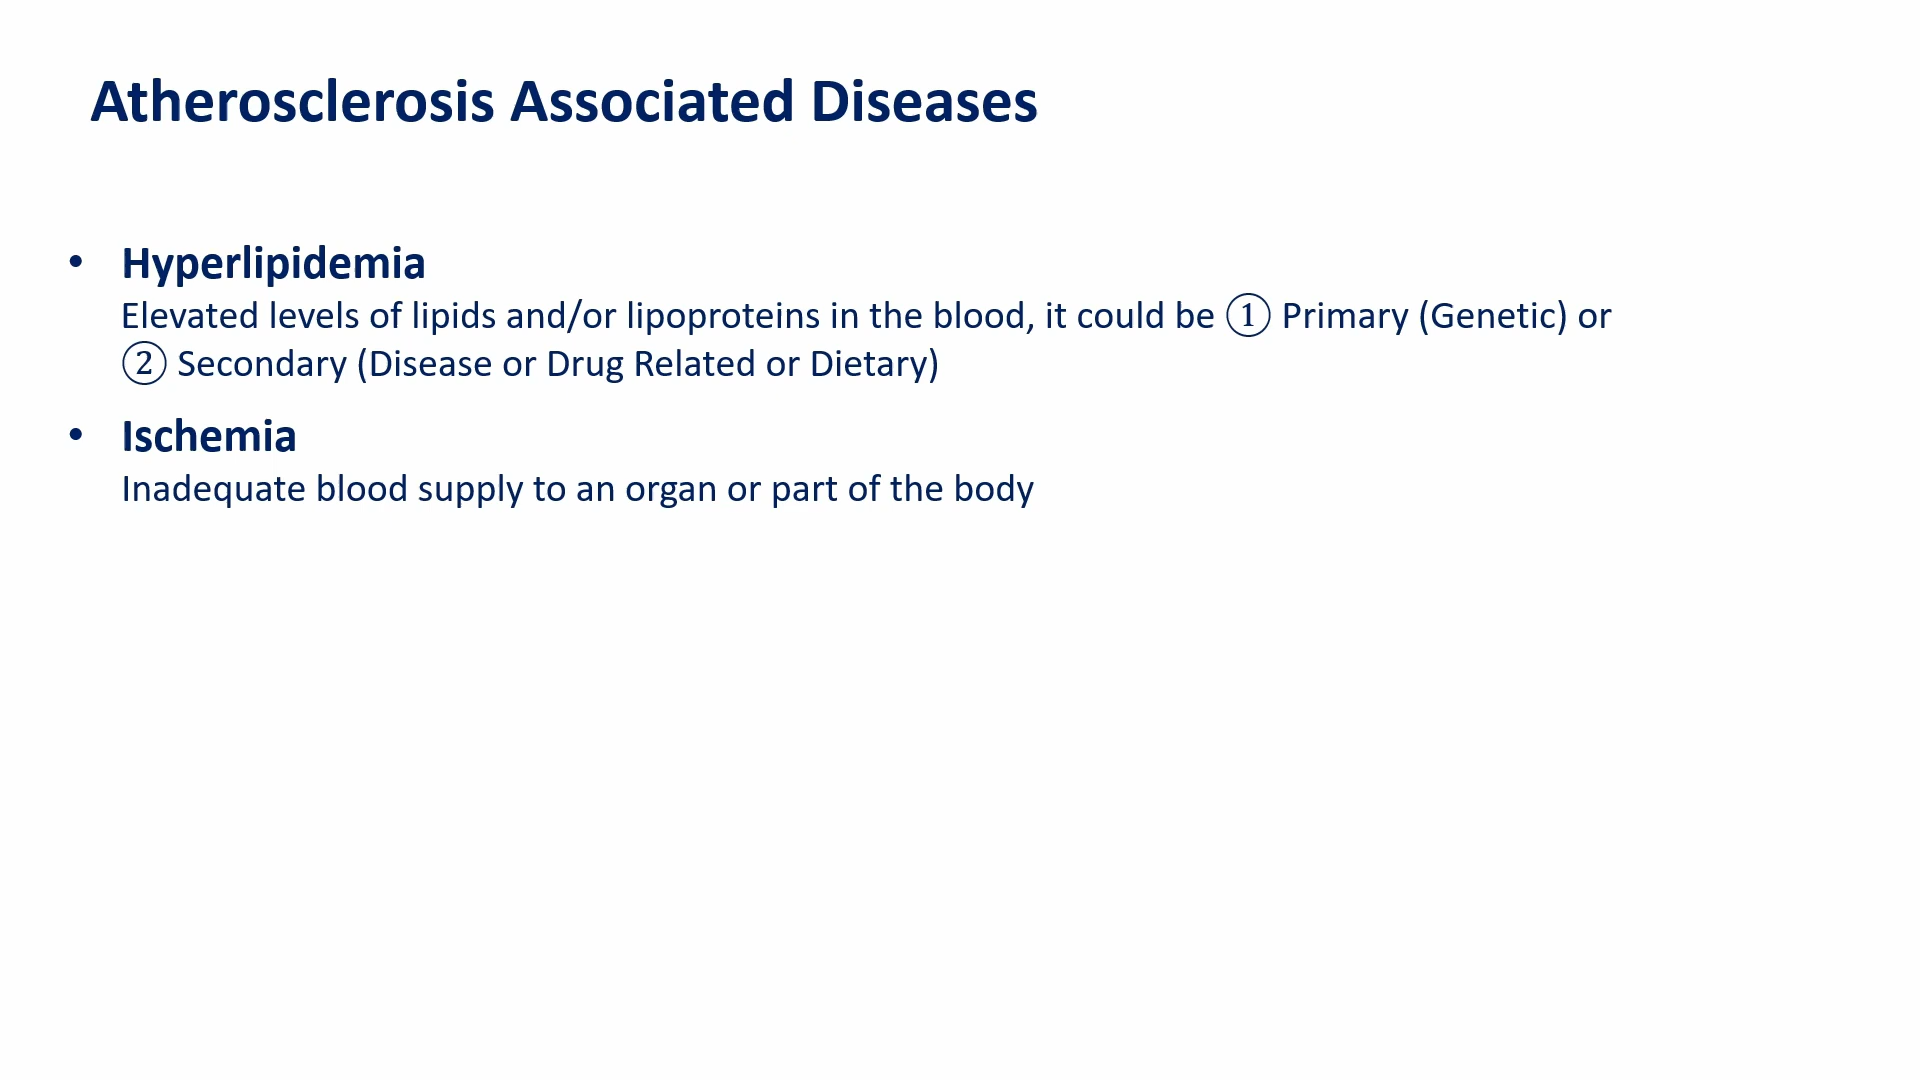 Atherosclerosis Associated Diseases
• Hyperlipidemia
Elevated levels of lipids and/or lipoproteins in the blood, it could be ① Primary (Genetic) or
② Secondary (Disease or Drug Related or Dietary)
• Ischemia
Inadequate blood supply to an organ or part of the body